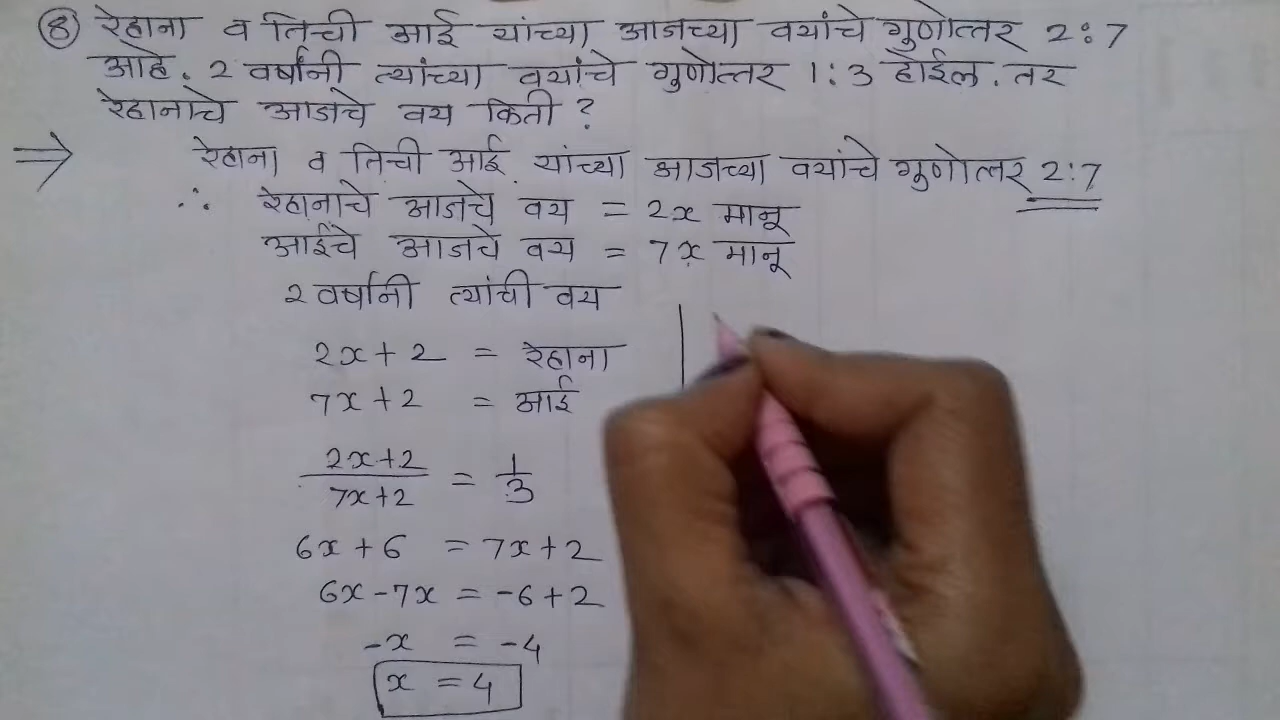 8 रेहाना व तिची आई यांच्या आजच्या वयांचे गुणोत्तर 2:7
आहे. 2 वर्षांनी त्यांच्या वयांचे गुणोत्तर 1:3 होईल. तर
रेहानाचे आजचे वय किती?
⇒ रेहाना व तिची आई यांच्या आजच्या वयांचे गुणोत्तर 2:7
∴ रेहानाचे आजचे वय = 2x मानू
आईचे आजचे वय = 7x मानू
2 वर्षानी त्यांची वय
2x + 2 = रेहाना
7x + 2 = आई
2x+2 / 7x+2 = 1/3
6x + 6 = 7x + 2
6x - 7x = -6 + 2
-x = -4
x = 4